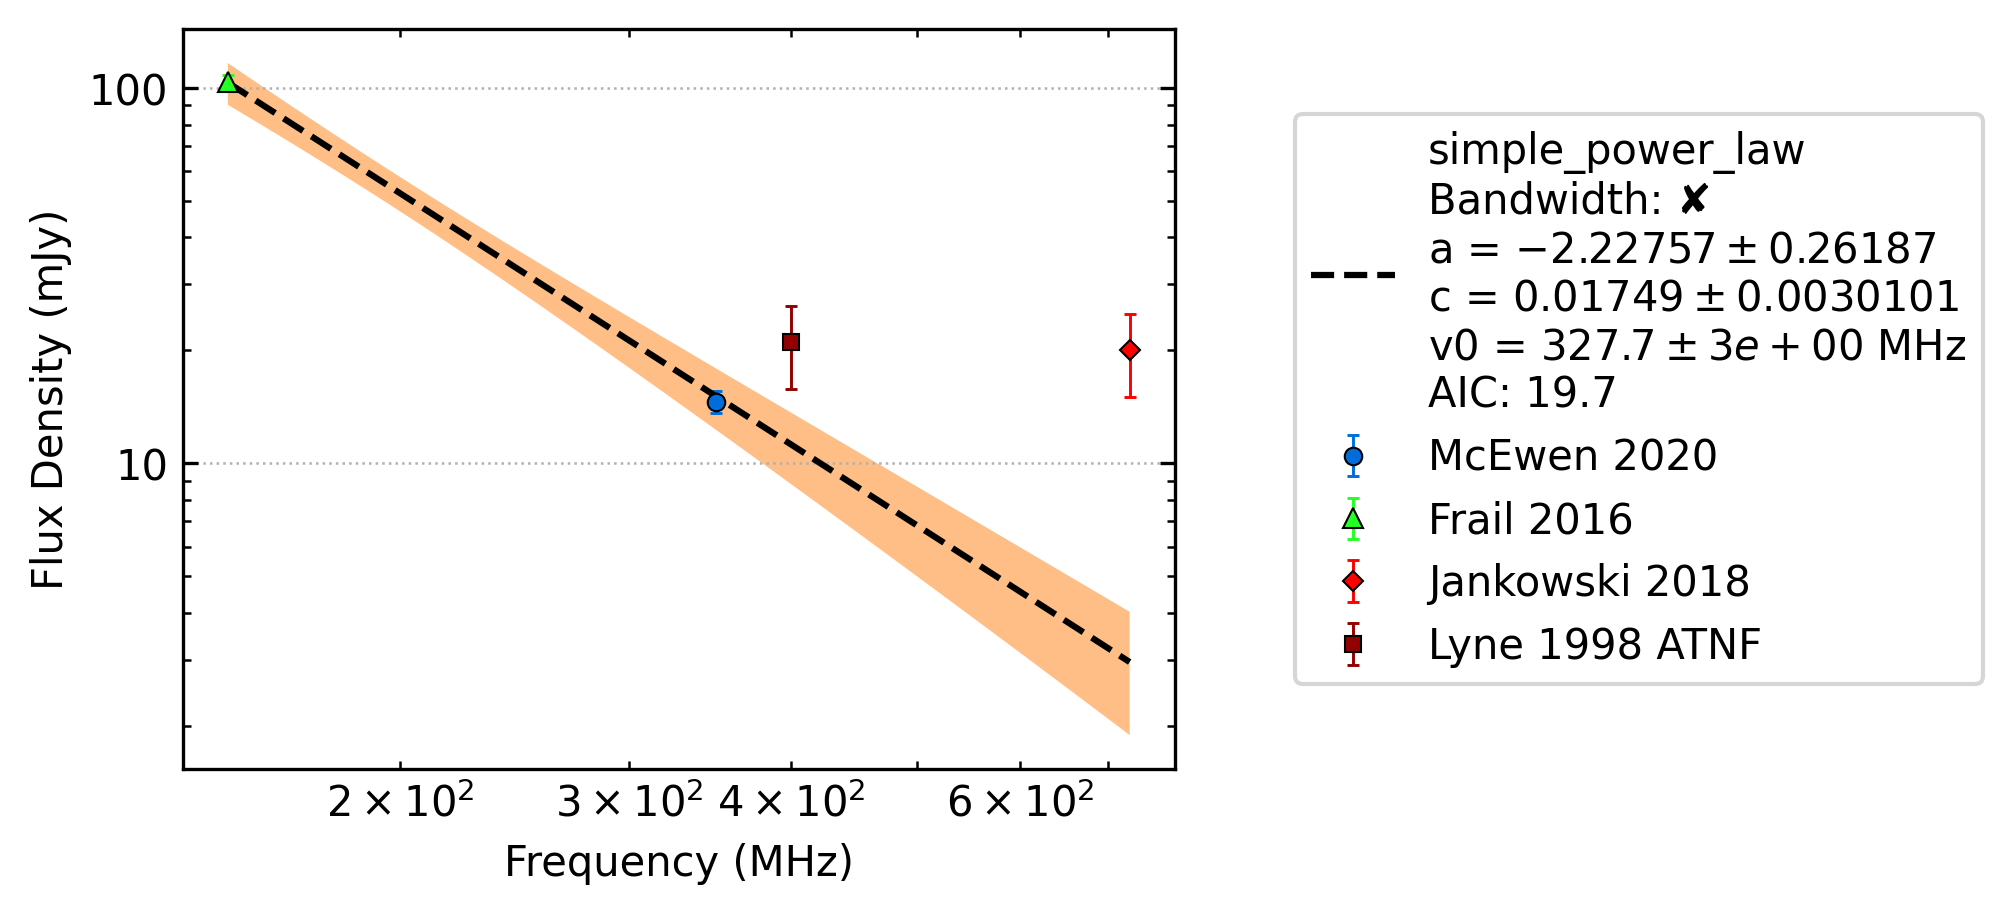 100
10
Flux Density (mJy)
2 × 10²
3 × 10²
4 × 10²
6 × 10²
Frequency (MHz)
simple_power_law
Bandwidth: ✘
a = −2.22757 ± 0.26187
c = 0.01749 ± 0.0030101
v0 = 327.7 ± 3e + 00 MHz
AIC: 19.7
McEwen 2020
Frail 2016
Jankowski 2018
Lyne 1998 ATNF